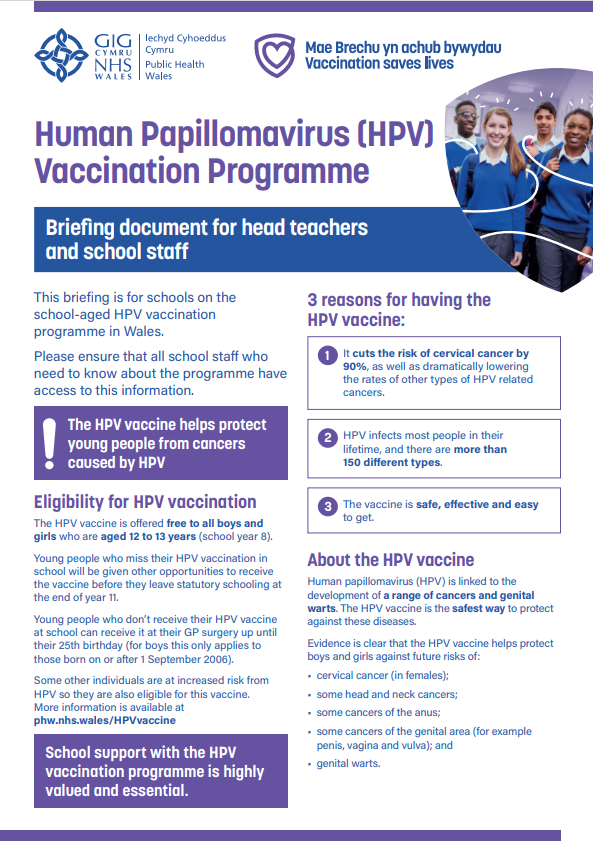 GIG
CYMRU
NHS
WALES
Iechyd Cyhoeddus
Cymru
Public Health
Wales
Mae Brechu yn achub bywydau
Vaccination saves lives
Human Papillomavirus (HPV)
Vaccination Programme
Briefing document for head teachers
and school staff
This briefing is for schools on the
school-aged HPV vaccination
programme in Wales.
Please ensure that all school staff who
need to know about the programme have
access to this information.
! The HPV vaccine helps protect
young people from cancers
caused by HPV
Eligibility for HPV vaccination
The HPV vaccine is offered free to all boys and
girls who are aged 12 to 13 years (school year 8).
Young people who miss their HPV vaccination in
school will be given other opportunities to receive
the vaccine before they leave statutory schooling at
the end of year 11.
Young people who don't receive their HPV vaccine
at school can receive it at their GP surgery up until
their 25th birthday (for boys this only applies to
those born on or after 1 September 2006).
Some other individuals are at increased risk from
HPV so they are also eligible for this vaccine.
More information is available at
phw.nhs.wales/HPVvaccine
School support with the HPV
vaccination programme is highly
valued and essential.
3 reasons for having the
HPV vaccine:
1 It cuts the risk of cervical cancer by
90%, as well as dramatically lowering
the rates of other types of HPV related
cancers.
2 HPV infects most people in their
lifetime, and there are more than
150 different types.
3 The vaccine is safe, effective and easy
to get.
About the HPV vaccine
Human papillomavirus (HPV) is linked to the
development of a range of cancers and genital
warts. The HPV vaccine is the safest way to protect
against these diseases.
Evidence is clear that the HPV vaccine helps protect
boys and girls against future risks of:
• cervical cancer (in females);
• some head and neck cancers;
• some cancers of the anus;
• some cancers of the genital area (for example
penis, vagina and vulva); and
• genital warts.